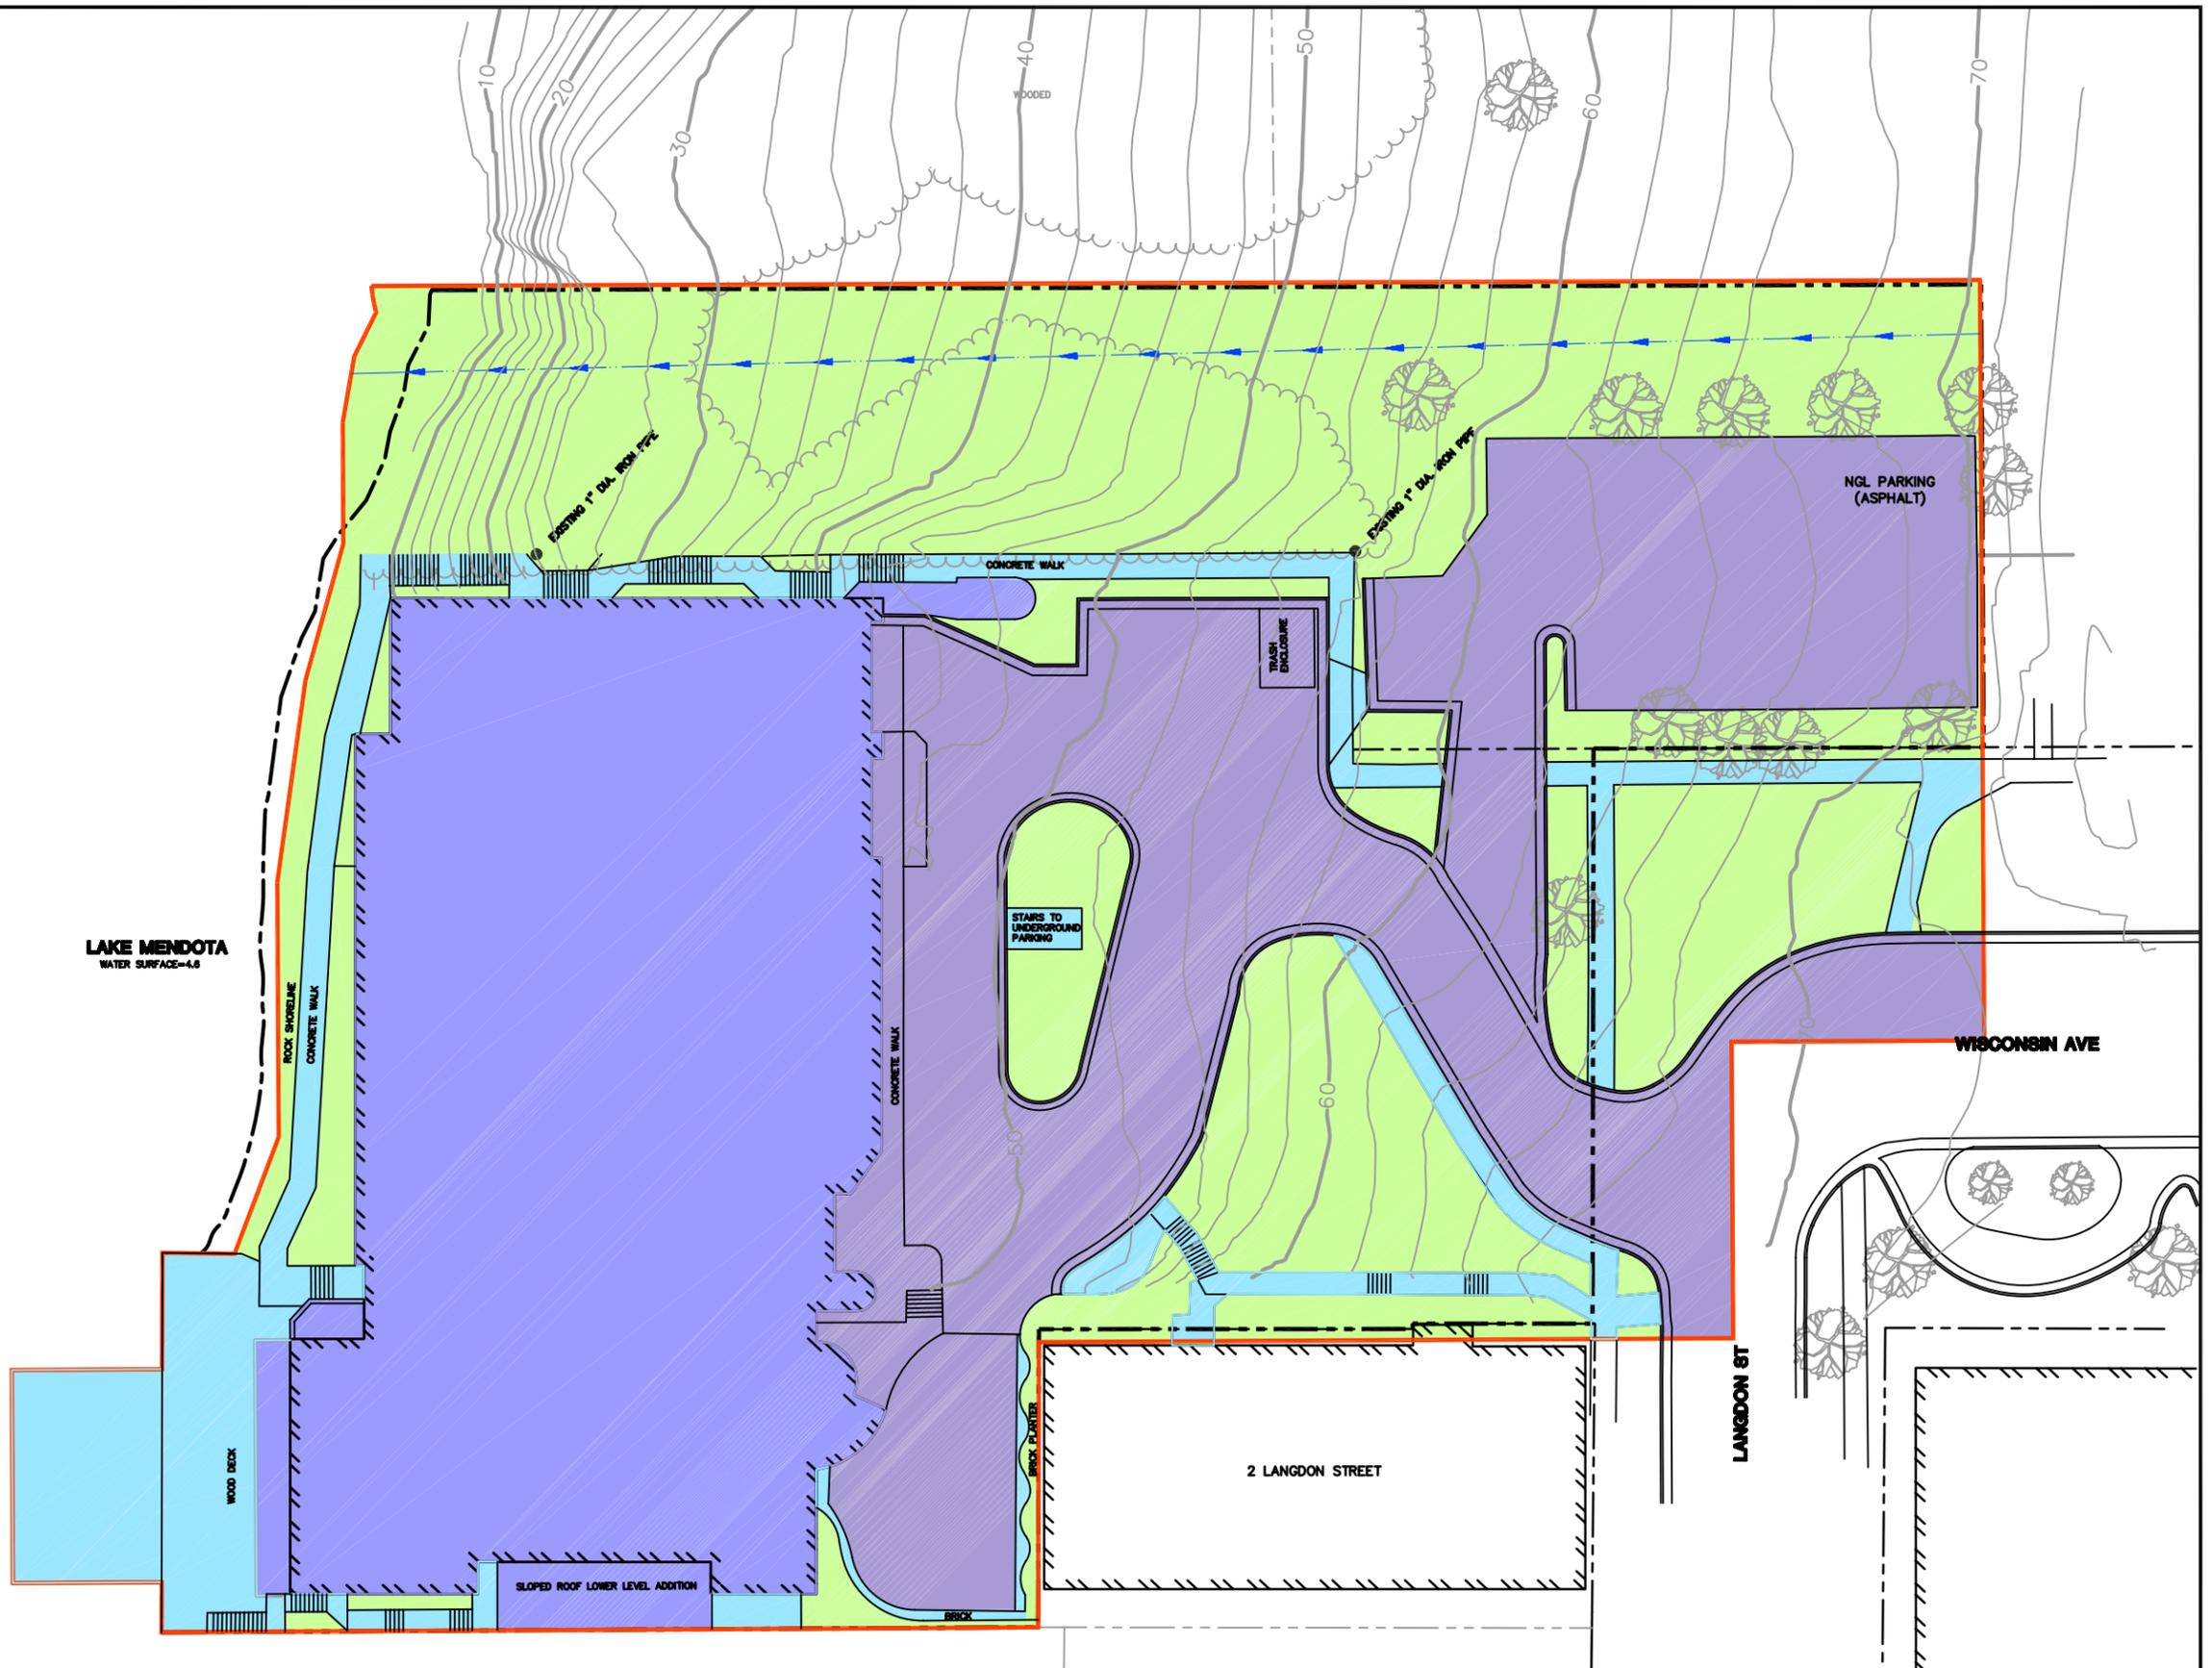 10
20
30
40
50
60
70
WOODED
EXISTING 1" DIA. IRON PIPE
EXISTING 1" DIA. IRON PIPE
NGL PARKING
(ASPHALT)
CONCRETE WALK
TRASH
ENCLOSURE
STAIRS TO
UNDERGROUND
PARKING
LAKE MENDOTA
WATER SURFACE=4.6
ROCK SHORELINE
CONCRETE WALK
CONCRETE WALK
70
WISCONSIN AVE
60
50
LANGDON ST
BRICK PLANTER
WOOD DECK
2 LANGDON STREET
SLOPED ROOF LOWER LEVEL ADDITION
BRICK